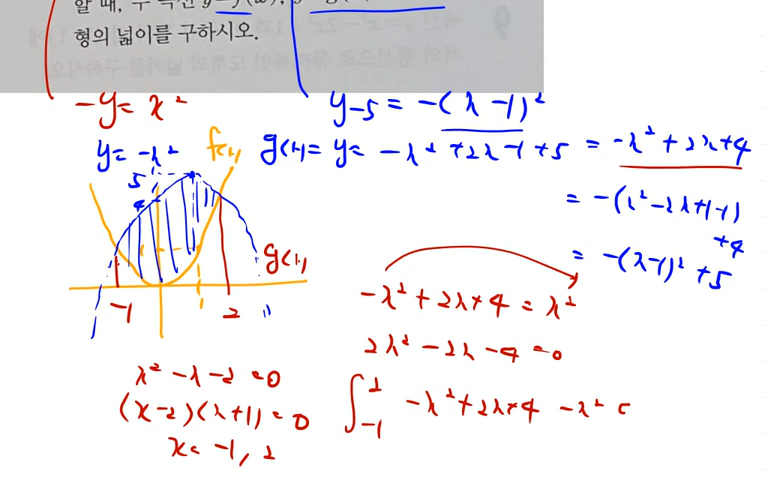 할 때, 두 곡선 y=f(x),
형의 넓이를 구하시오.
-y= x²
y-5 = -(x-1)²
y= -x²
f(x)
g(x)= y= -x²+2x-1+5 = -x²+2x+4
= -(x²-2x+1-1)
+4
= -(x-1)²+5
5
4
g(x)
-1
2
-x²+2x+4 = x²
2x²-2x-4=0
x²-x-2=0
(x-2)(x+1)=0
x= -1, 2
∫₋₁² -x²+2x+4 -x²